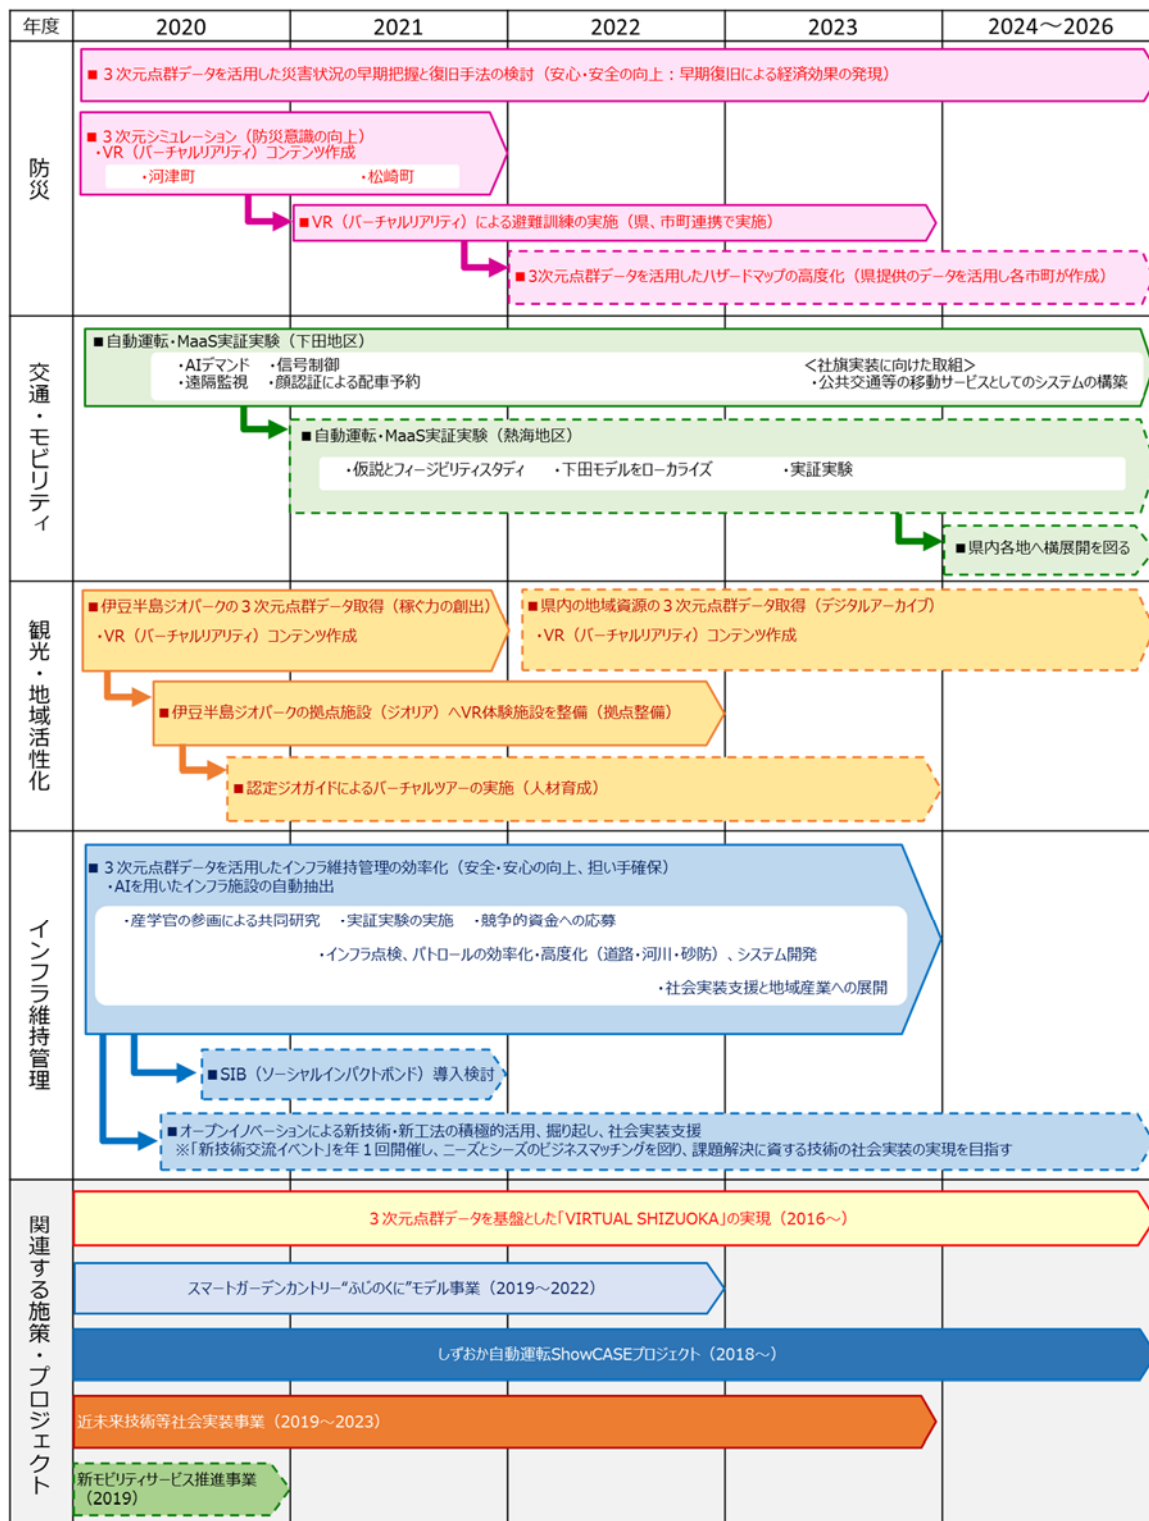 年度 2020 2021 2022 2023 2024～2026
防災
■３次元点群データを活用した災害状況の早期把握と復旧手法の検討（安心・安全の向上：早期復旧による経済効果の発現）
■３次元シミュレーション（防災意識の向上）
・VR（バーチャルリアリティ）コンテンツ作成
・河津町 ・松崎町
■VR（バーチャルリアリティ）による避難訓練の実施（県、市町連携で実施）
■3次元点群データを活用したハザードマップの高度化（県提供のデータを活用し各市町が作成）
交通・モビリティ
■自動運転・MaaS実証実験（下田地区）
・AIデマンド ・信号制御 ＜社旗実装に向けた取組＞
・遠隔監視 ・顔認証による配車予約 ・公共交通等の移動サービスとしてのシステムの構築
■自動運転・MaaS実証実験（熱海地区）
・仮説とフィージビリティスタディ ・下田モデルをローカライズ ・実証実験
■県内各地へ横展開を図る
観光・地域活性化
■伊豆半島ジオパークの３次元点群データ取得（稼ぐ力の創出）
・VR（バーチャルリアリティ）コンテンツ作成
■県内の地域資源の３次元点群データ取得（デジタルアーカイブ）
・VR（バーチャルリアリティ）コンテンツ作成
■伊豆半島ジオパークの拠点施設（ジオリア）へVR体験施設を整備（拠点整備）
■認定ジオガイドによるバーチャルツアーの実施（人材育成）
インフラ維持管理
■３次元点群データを活用したインフラ維持管理の効率化（安全・安心の向上、担い手確保）
・AIを用いたインフラ施設の自動抽出
・産学官の参画による共同研究 ・実証実験の実施 ・競争的資金への応募
・インフラ点検、パトロールの効率化・高度化（道路・河川・砂防）、システム開発
・社会実装支援と地域産業への展開
■SIB（ソーシャルインパクトボンド）導入検討
■オープンイノベーションによる新技術・新工法の積極的活用、掘り起し、社会実装支援
※「新技術交流イベント」を年１回開催し、ニーズとシーズのビジネスマッチングを図り、課題解決に資する技術の社会実装の実現を目指す
関連する施策・プロジェクト
３次元点群データを基盤とした「VIRTUAL SHIZUOKA」の実現（2016～）
スマートガーデンカントリー“ふじのくに”モデル事業（2019～2022）
しずおか自動運転ShowCASEプロジェクト（2018～）
近未来技術等社会実装事業（2019～2023）
新モビリティサービス推進事業
（2019）